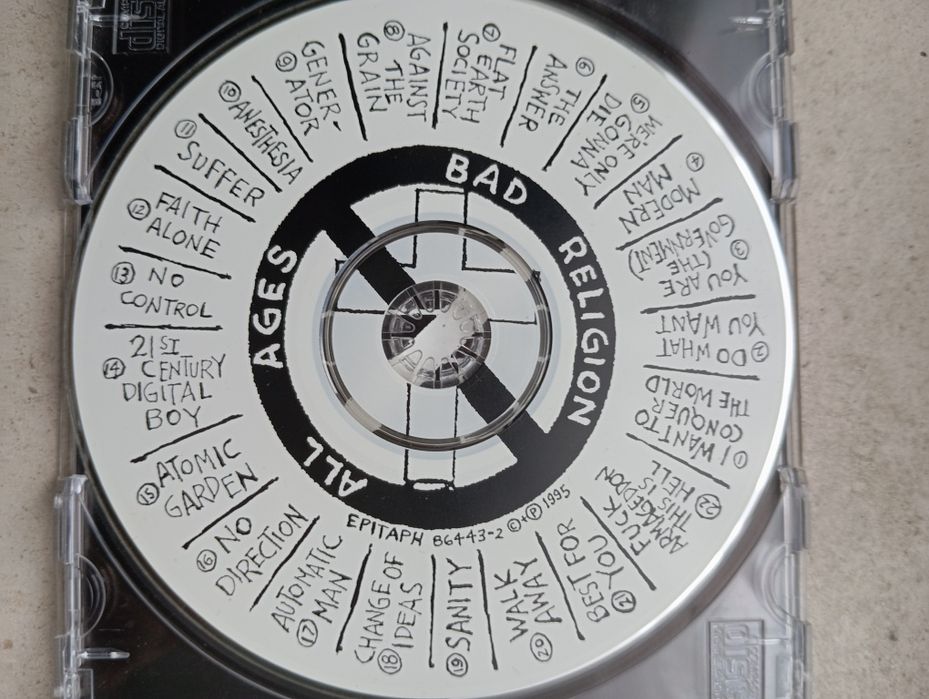 BAD
RELIGION
ALL
AGES
EPITAPH 86443-2 ©+℗ 1995
1 I WANT TO
CONQUER
THE WORLD
2 DO WHAT
YOU WANT
3 YOU ARE
(THE
GOVERNMENT)
4 MODERN
MAN
5 WE'RE ONLY
GONNA
DIE
6 THE
ANSWER
7 FLAT
EARTH
SOCIETY
8 AGAINST
THE
GRAIN
9 GENER-
ATOR
10 ANESTHESIA
11 SUFFER
12 FAITH
ALONE
13 NO
CONTROL
14 21ST
CENTURY
DIGITAL
BOY
15 ATOMIC
GARDEN
16 NO
DIRECTION
17 AUTOMATIC
MAN
18 CHANGE OF
IDEAS
19 SANITY
20 WALK
AWAY
21 BEST FOR
YOU
22 FUCK
ARMAGEDDON
THIS IS
HELL
disc
disc